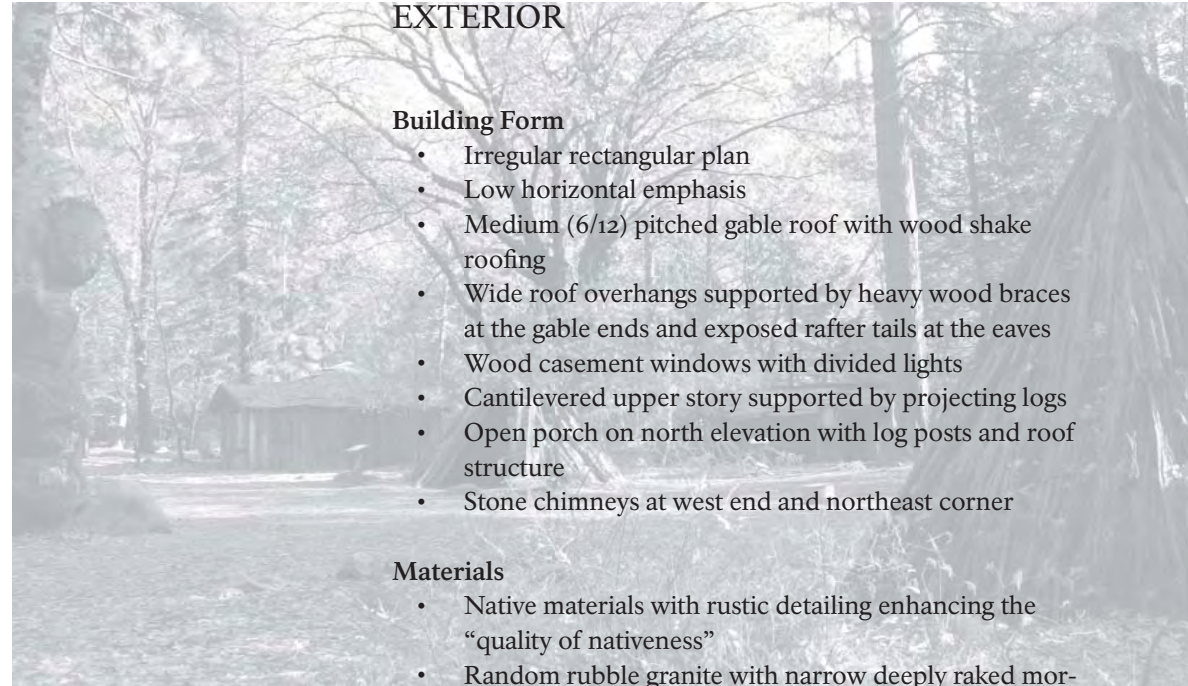 EXTERIOR
Building Form
• Irregular rectangular plan
• Low horizontal emphasis
• Medium (6/12) pitched gable roof with wood shake
roofing
• Wide roof overhangs supported by heavy wood braces
at the gable ends and exposed rafter tails at the eaves
• Wood casement windows with divided lights
• Cantilevered upper story supported by projecting logs
• Open porch on north elevation with log posts and roof
structure
• Stone chimneys at west end and northeast corner
Materials
• Native materials with rustic detailing enhancing the
“quality of nativeness”
• Random rubble granite with narrow deeply raked mor-